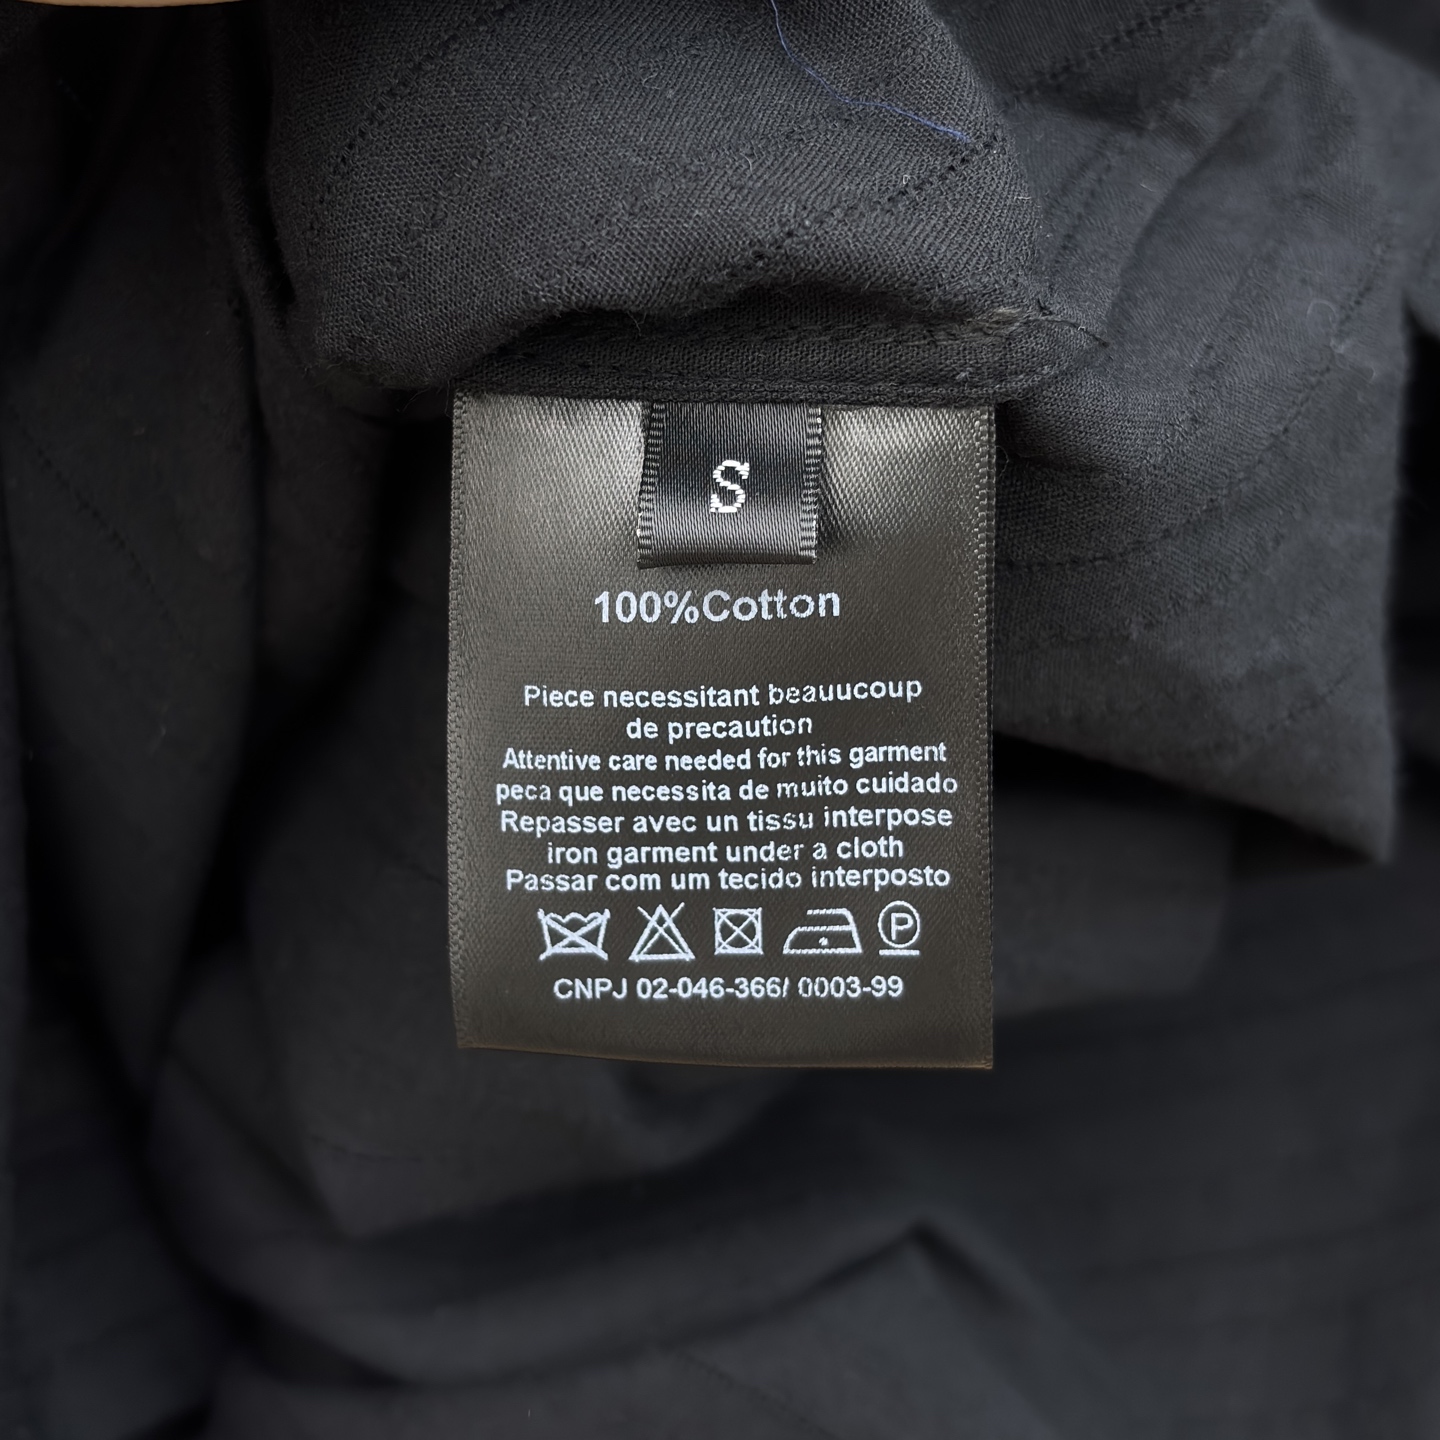 S
100%Cotton
Piece necessitant beauucoup
de precaution
Attentive care needed for this garment
peca que necessita de muito cuidado
Repasser avec un tissu interpose
iron garment under a cloth
Passar com um tecido interposto
P
CNPJ 02-046-366/ 0003-99